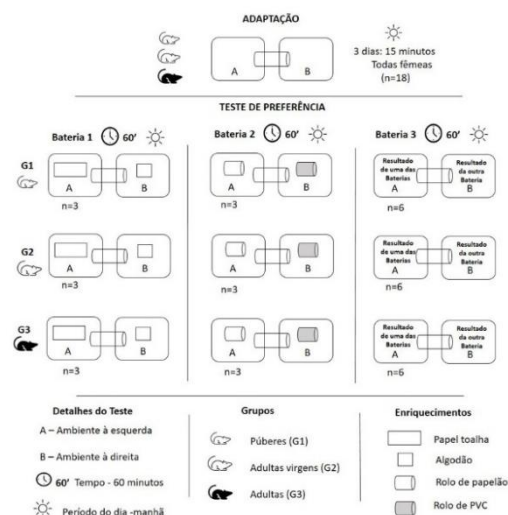 ADAPTAÇÃO
A B
3 dias: 15 minutos
Todas fêmeas
(n=18)
TESTE DE PREFERÊNCIA
Bateria 1 60’
Bateria 2 60’
Bateria 3 60’
G1
A B
n=3
A B
n=3
Resultado de uma das Baterias A
Resultado da outra Bateria B
n=6
G2
A B
n=3
A B
n=3
Resultado de uma das Baterias A
Resultado da outra Bateria B
n=6
G3
A B
n=3
A B
n=3
Resultado de uma das Baterias A
Resultado da outra Bateria B
n=6
Detalhes do Teste
A – Ambiente à esquerda
B – Ambiente à direita
60’ Tempo - 60 minutos
Período do dia -manhã
Grupos
Púberes (G1)
Adultas virgens (G2)
Adultas (G3)
Enriquecimentos
Papel toalha
Algodão
Rolo de papelão
Rolo de PVC